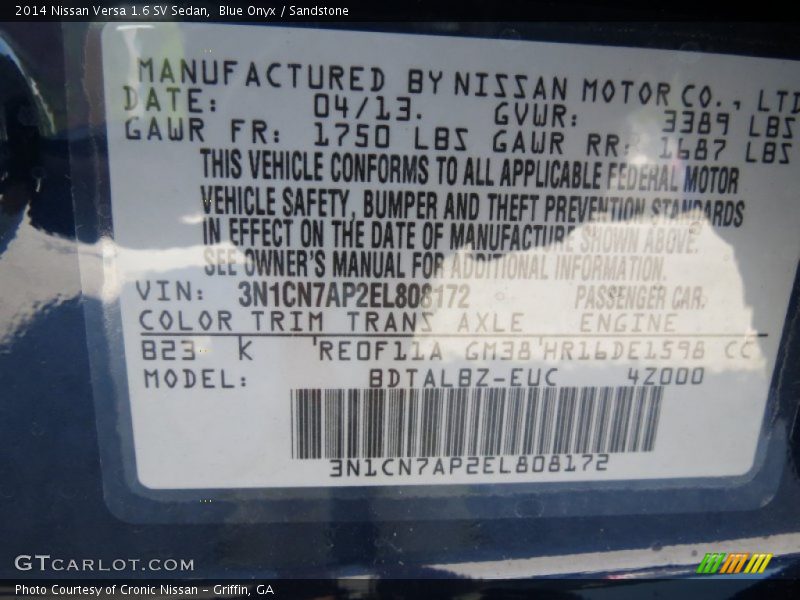 2014 Nissan Versa 1.6 SV Sedan, Blue Onyx / Sandstone
MANUFACTURED BY NISSAN MOTOR CO., LTD
DATE: 04/13. GVWR: 3389 LBS
GAWR FR: 1750 LBS GAWR RR: 1687 LBS
THIS VEHICLE CONFORMS TO ALL APPLICABLE FEDERAL MOTOR
VEHICLE SAFETY, BUMPER AND THEFT PREVENTION STANDARDS
IN EFFECT ON THE DATE OF MANUFACTURE SHOWN ABOVE.
SEE OWNER'S MANUAL FOR ADDITIONAL INFORMATION.
VIN: 3N1CN7AP2EL808172 PASSENGER CAR.
COLOR TRIM TRANS AXLE ENGINE
B23 K 'RE0F11A GM38'HR16DE1598 CC
MODEL: BDTALBZ-EUC 42000
3N1CN7AP2EL808172
GTCARLOT.COM
Photo Courtesy of Cronic Nissan – Griffin, GA